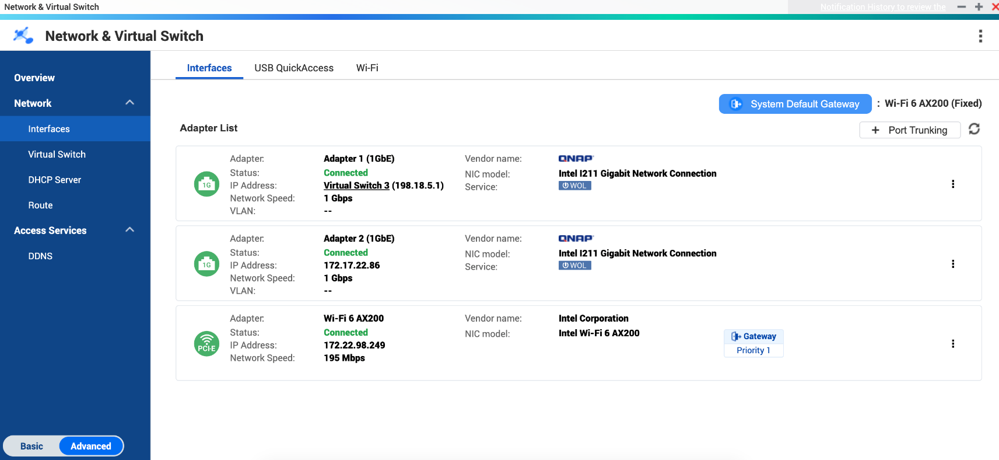 Network & Virtual Switch
Notification History to review the
Network & Virtual Switch
Overview
Network
Interfaces
Virtual Switch
DHCP Server
Route
Access Services
DDNS
Basic
Advanced
Interfaces USB QuickAccess Wi-Fi
System Default Gateway : Wi-Fi 6 AX200 (Fixed)
Adapter List
+ Port Trunking
1G
Adapter: Adapter 1 (1GbE)
Status: Connected
IP Address: Virtual Switch 3 (198.18.5.1)
Network Speed: 1 Gbps
VLAN: --
Vendor name: QNAP
NIC model: Intel I211 Gigabit Network Connection
Service: WOL
1G
Adapter: Adapter 2 (1GbE)
Status: Connected
IP Address: 172.17.22.86
Network Speed: 1 Gbps
VLAN: --
Vendor name: QNAP
NIC model: Intel I211 Gigabit Network Connection
Service: WOL
PCI-E
Adapter: Wi-Fi 6 AX200
Status: Connected
IP Address: 172.22.98.249
Network Speed: 195 Mbps
Vendor name: Intel Corporation
NIC model: Intel Wi-Fi 6 AX200
Gateway
Priority 1